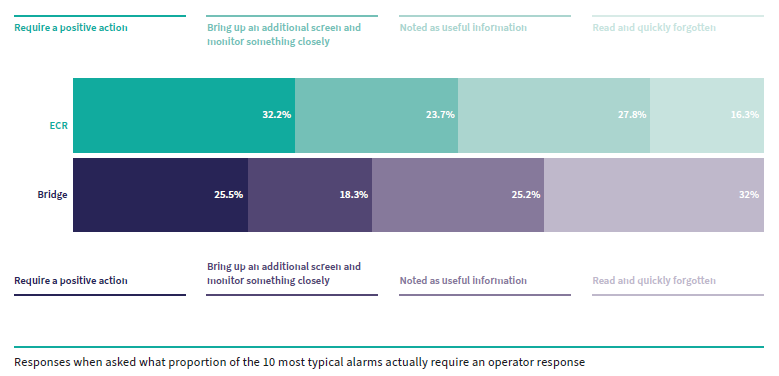 Require a positive action
Bring up an additional screen and
monitor something closely
Noted as useful information
Read and quickly forgotten
32.2%
23.7%
27.8%
16.3%
ECR
Bridge
25.5%
18.3%
25.2%
32%
Require a positive action
Bring up an additional screen and
monitor something closely
Noted as useful information
Read and quickly forgotten
Responses when asked what proportion of the 10 most typical alarms actually require an operator response